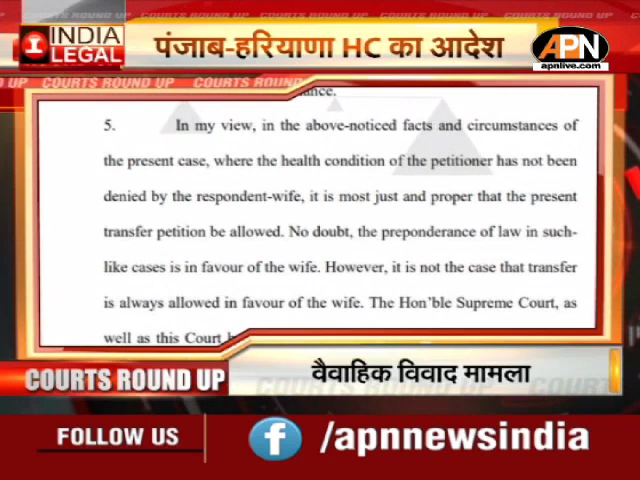 INDIA
LEGAL
पंजाब-हरियाणा HC का आदेश
APN
apnlive.com
COURTS ROUND UP
5. In my view, in the above-noticed facts and circumstances of
the present case, where the health condition of the petitioner has not been
denied by the respondent-wife, it is most just and proper that the present
transfer petition be allowed. No doubt, the preponderance of law in such-
like cases is in favour of the wife. However, it is not the case that transfer
is always allowed in favour of the wife. The Hon'ble Supreme Court, as
well as this Court
COURTS ROUND UP
वैवाहिक विवाद मामला
FOLLOW US
f /apnnewsindia